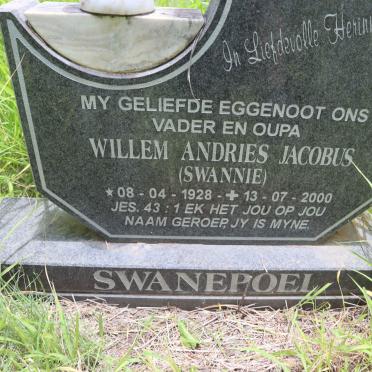 In Liefdevolle
MY GELIEFDE EGGENOOT ONS
VADER EN OUPA
WILLEM ANDRIES JACOBUS
(SWANNIE)
* 08 - 04 - 1928 - ✝ 13 - 07 - 2000
JES. 43 : 1 EK HET JOU OP JOU
NAAM GEROEP, JY IS MYNE.
SWANEPOEL